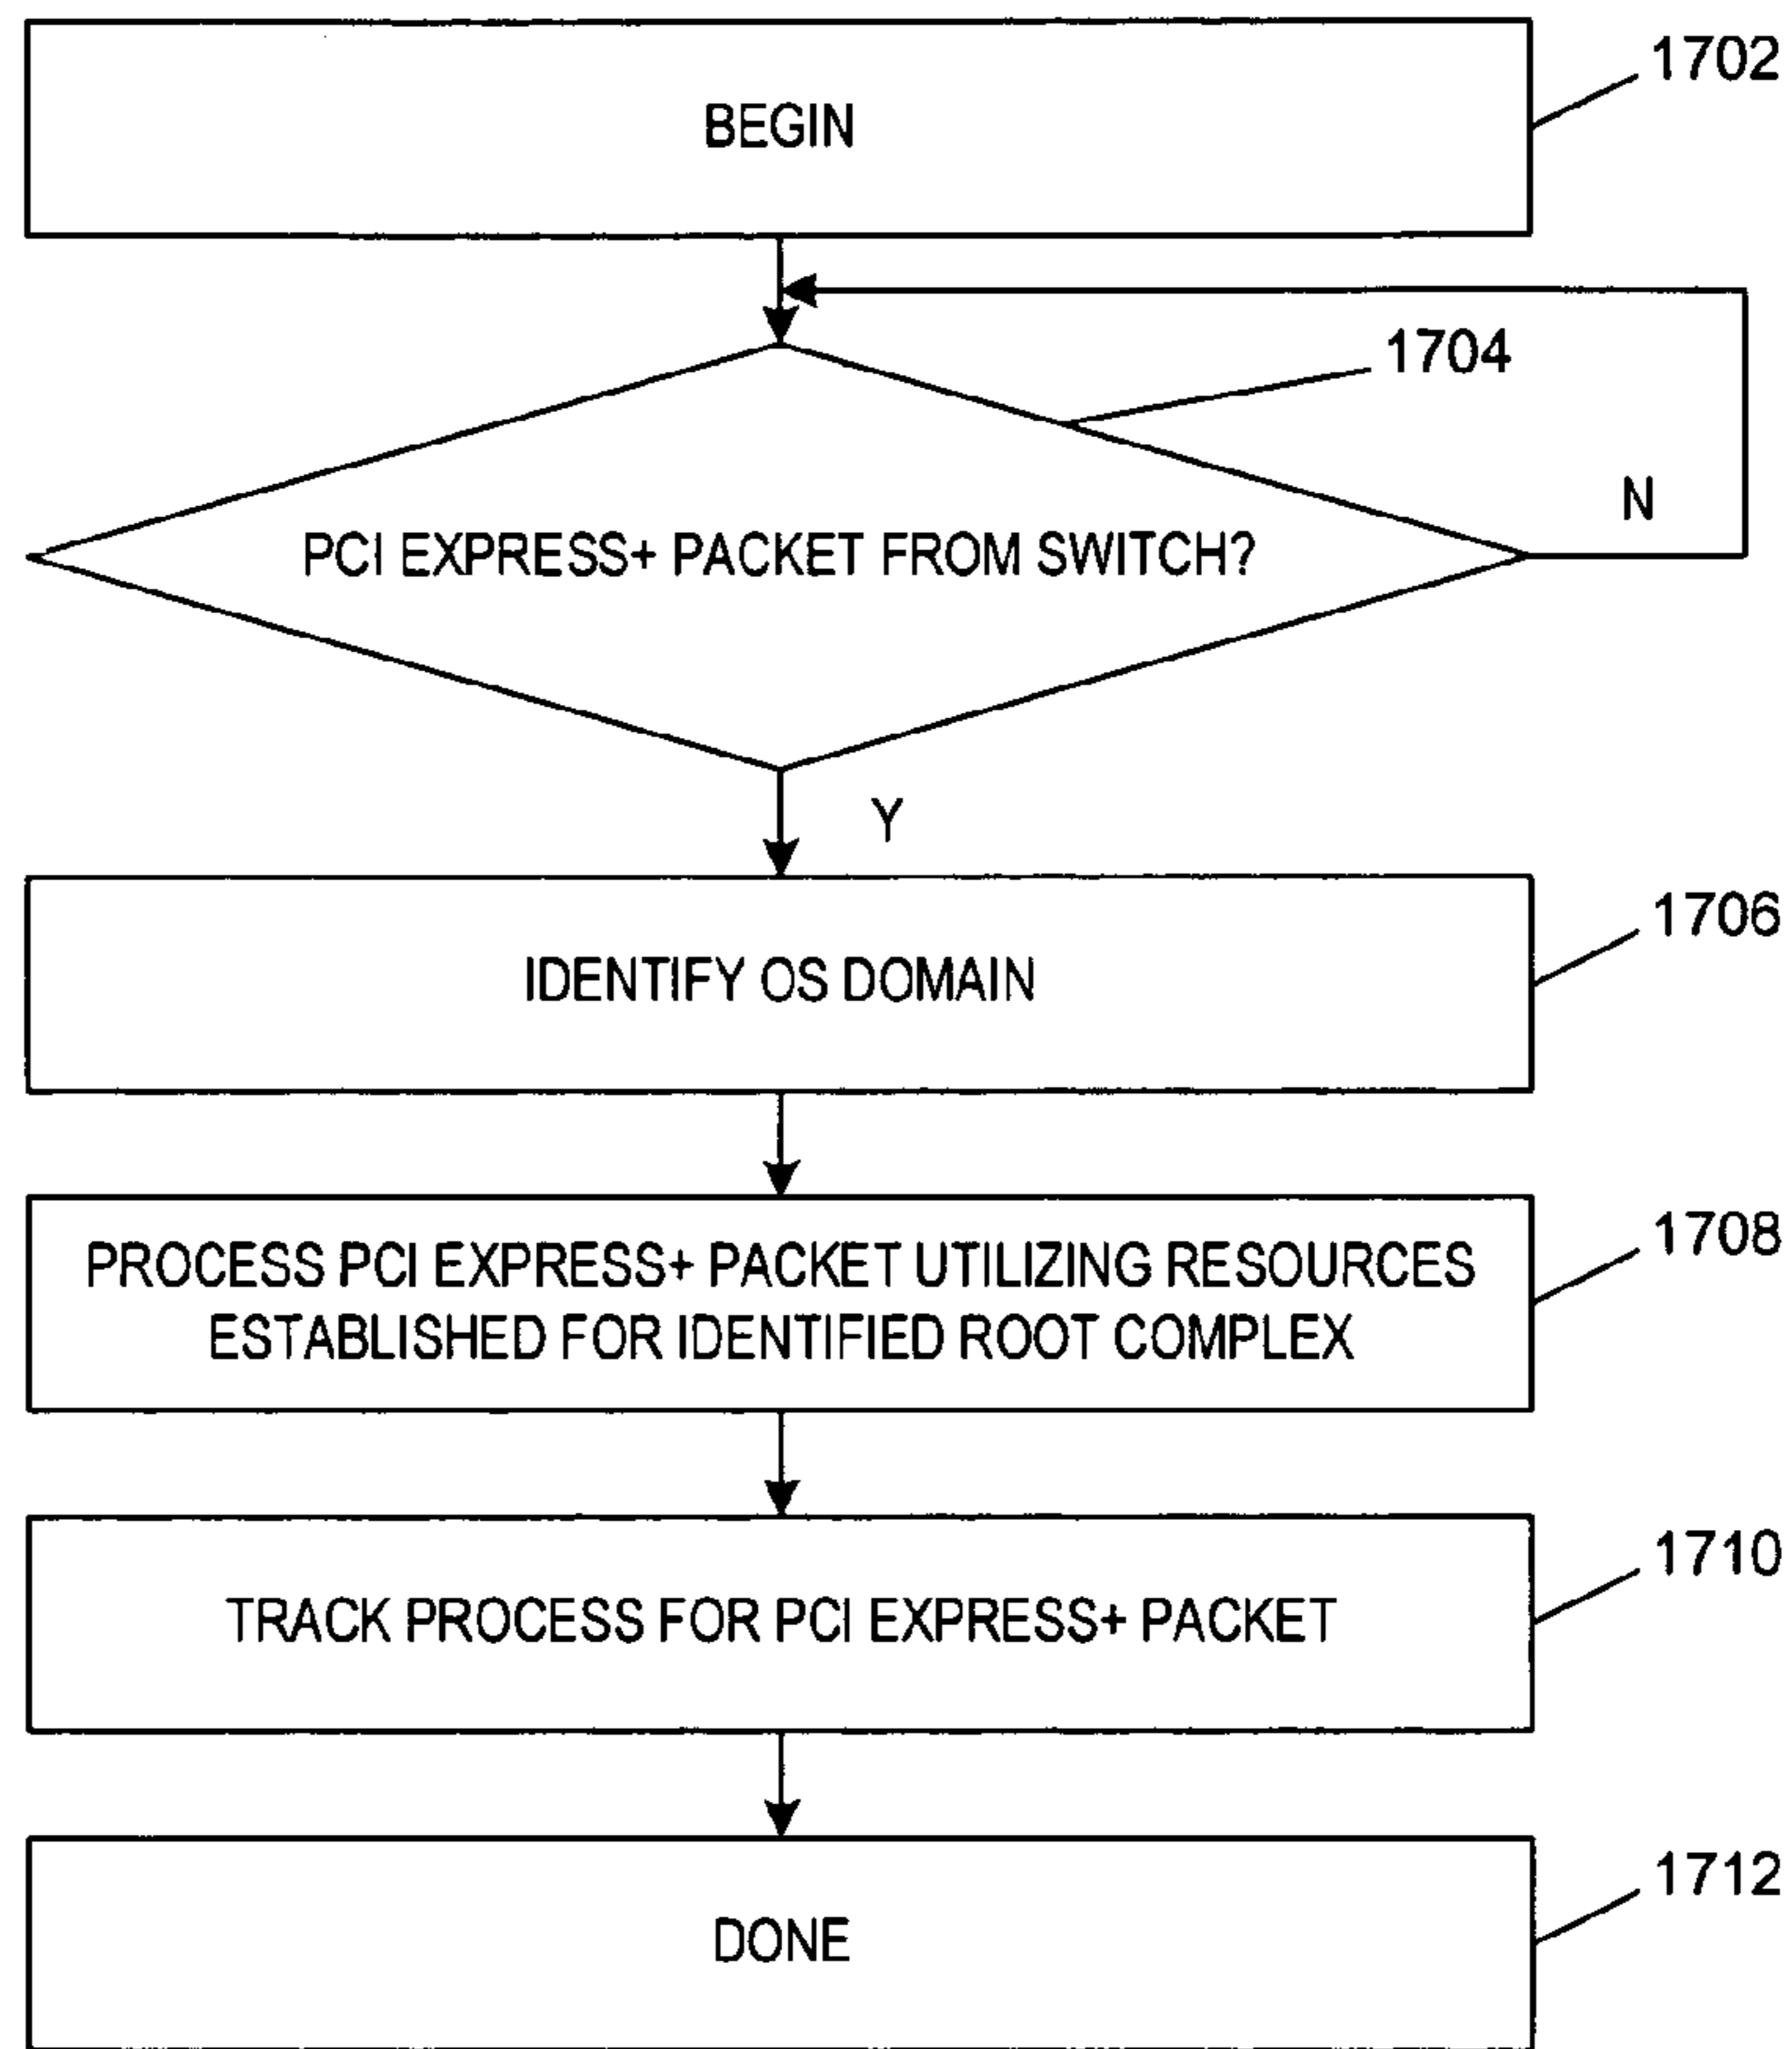 BEGIN
1702
1704
PCI EXPRESS+ PACKET FROM SWITCH?
N
Y
IDENTIFY OS DOMAIN
1706
PROCESS PCI EXPRESS+ PACKET UTILIZING RESOURCES
ESTABLISHED FOR IDENTIFIED ROOT COMPLEX
1708
TRACK PROCESS FOR PCI EXPRESS+ PACKET
1710
DONE
1712